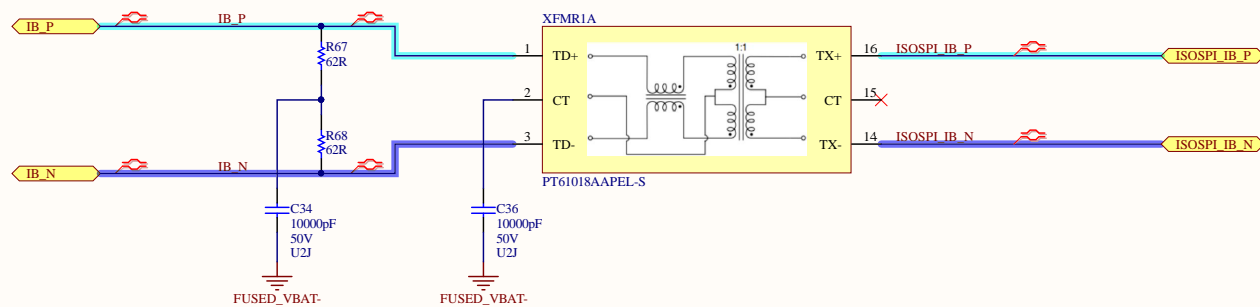 XFMR1A
IB_P
IB_P
R67
62R
1
TD+
1:1
TX+
16
ISOSPI_IB_P
ISOSPI_IB_P
2
CT
CT
15
R68
62R
3
TD-
TX-
14
ISOSPI_IB_N
ISOSPI_IB_N
IB_N
IB_N
PT61018AAPEL-S
C34
10000pF
50V
U2J
C36
10000pF
50V
U2J
FUSED_VBAT-
FUSED_VBAT-